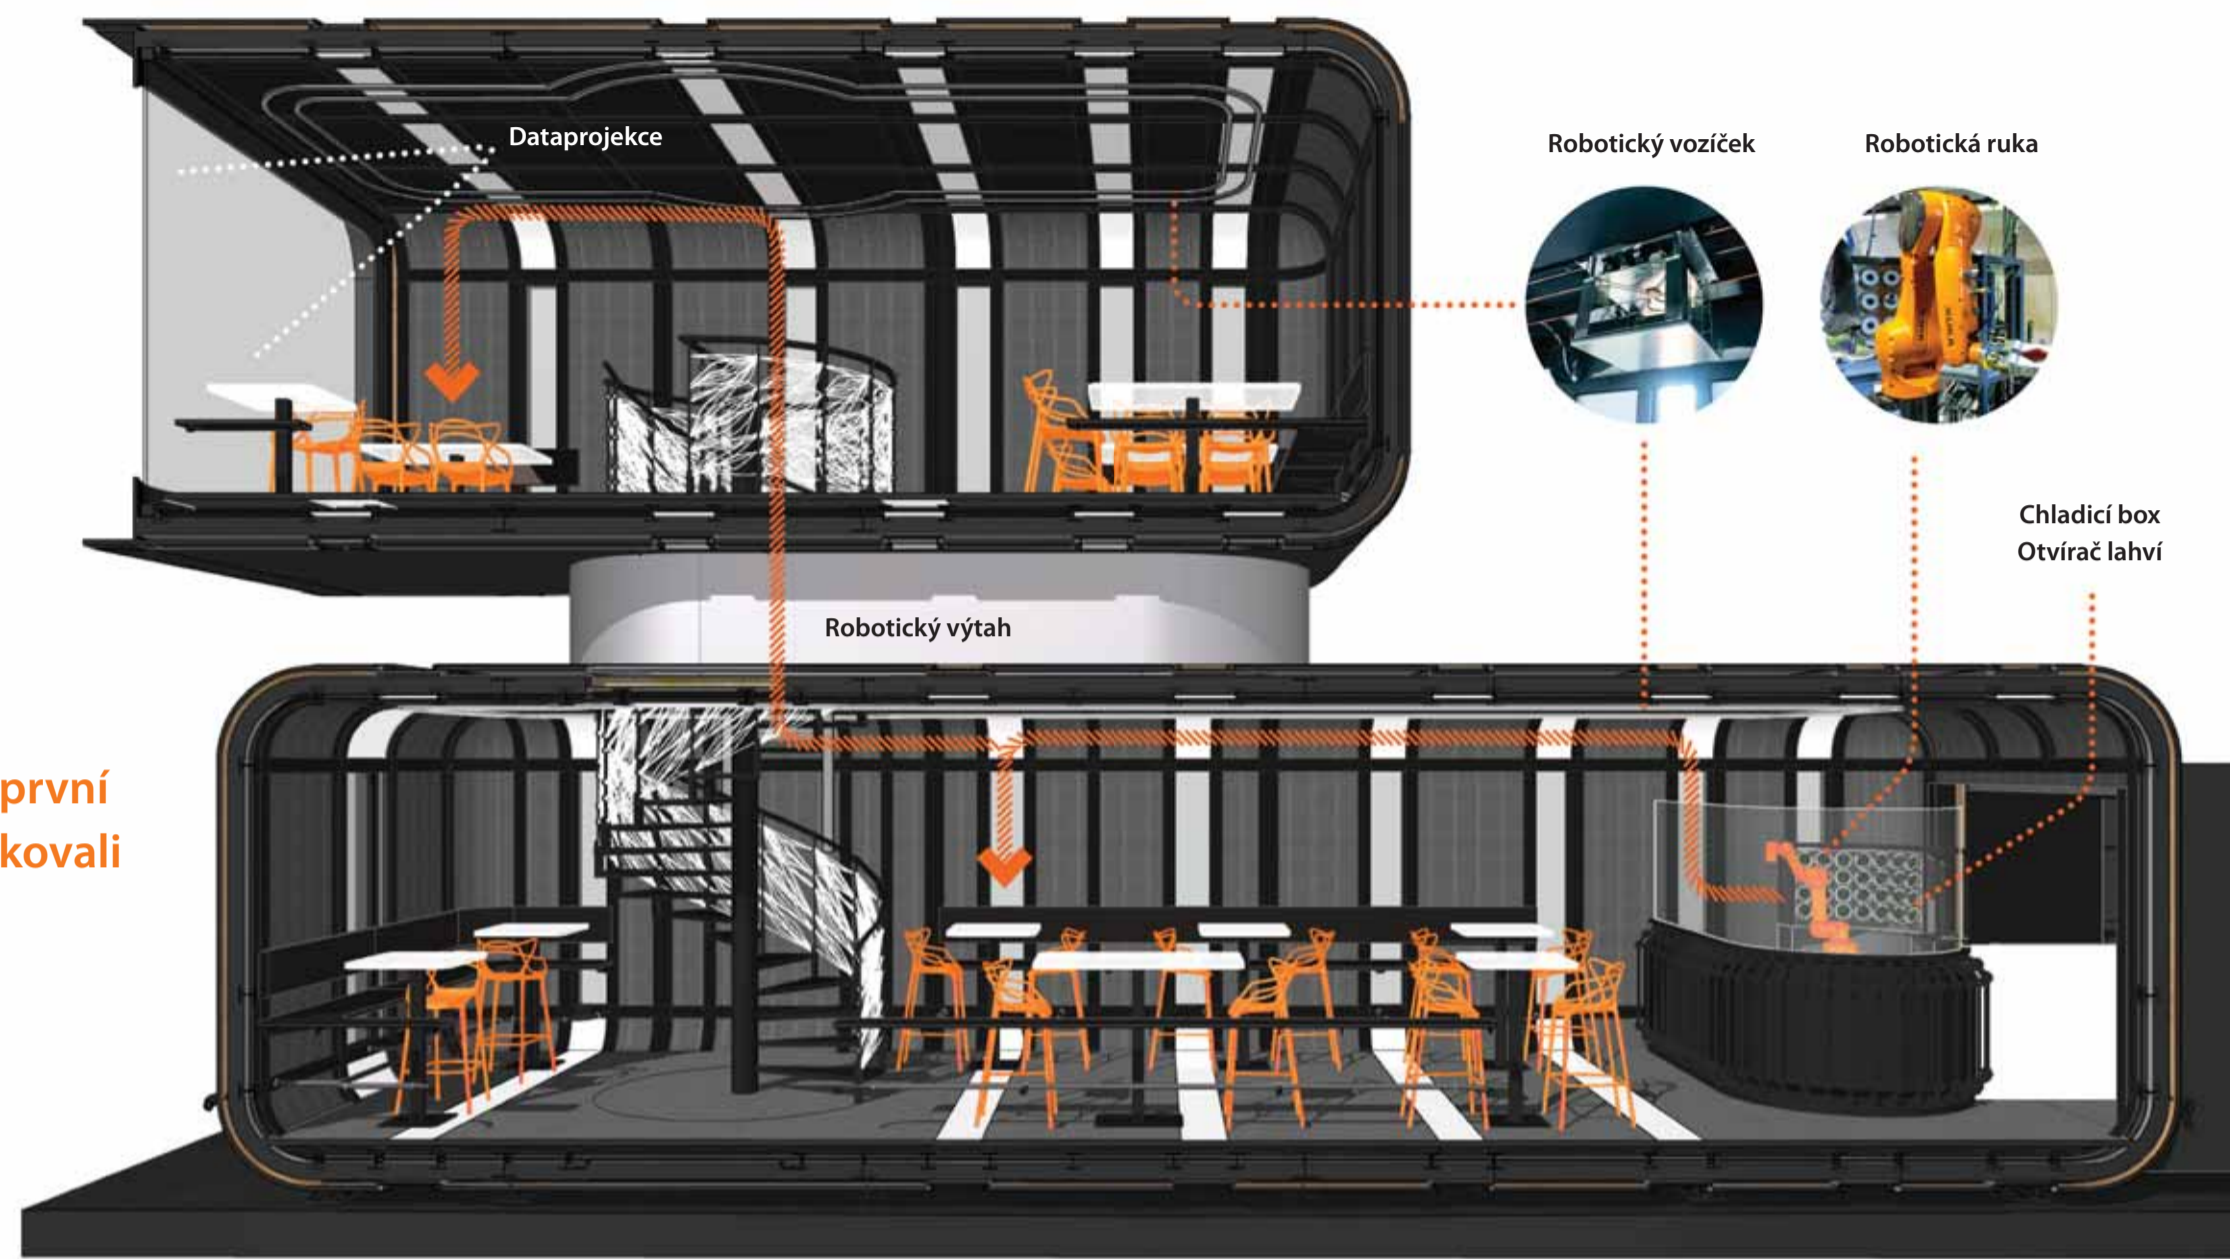 Dataprojekce
Robotický vozíček
Robotická ruka
Chladicí box
Otvírač lahví
Robotický výtah
první
kovali